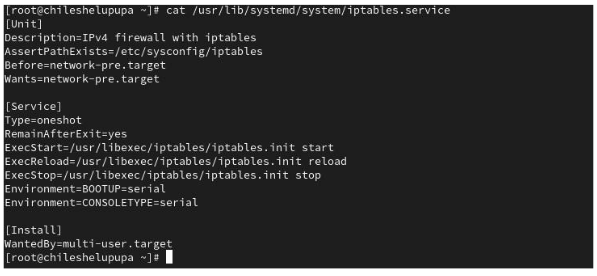 [root@chileshelupupa ~]# cat /usr/lib/systemd/system/iptables.service
[Unit]
Description=IPv4 firewall with iptables
AssertPathExists=/etc/sysconfig/iptables
Before=network-pre.target
Wants=network-pre.target

[Service]
Type=oneshot
RemainAfterExit=yes
ExecStart=/usr/libexec/iptables/iptables.init start
ExecReload=/usr/libexec/iptables/iptables.init reload
ExecStop=/usr/libexec/iptables/iptables.init stop
Environment=BOOTUP=serial
Environment=CONSOLETYPE=serial

[Install]
WantedBy=multi-user.target
[root@chileshelupupa ~]#